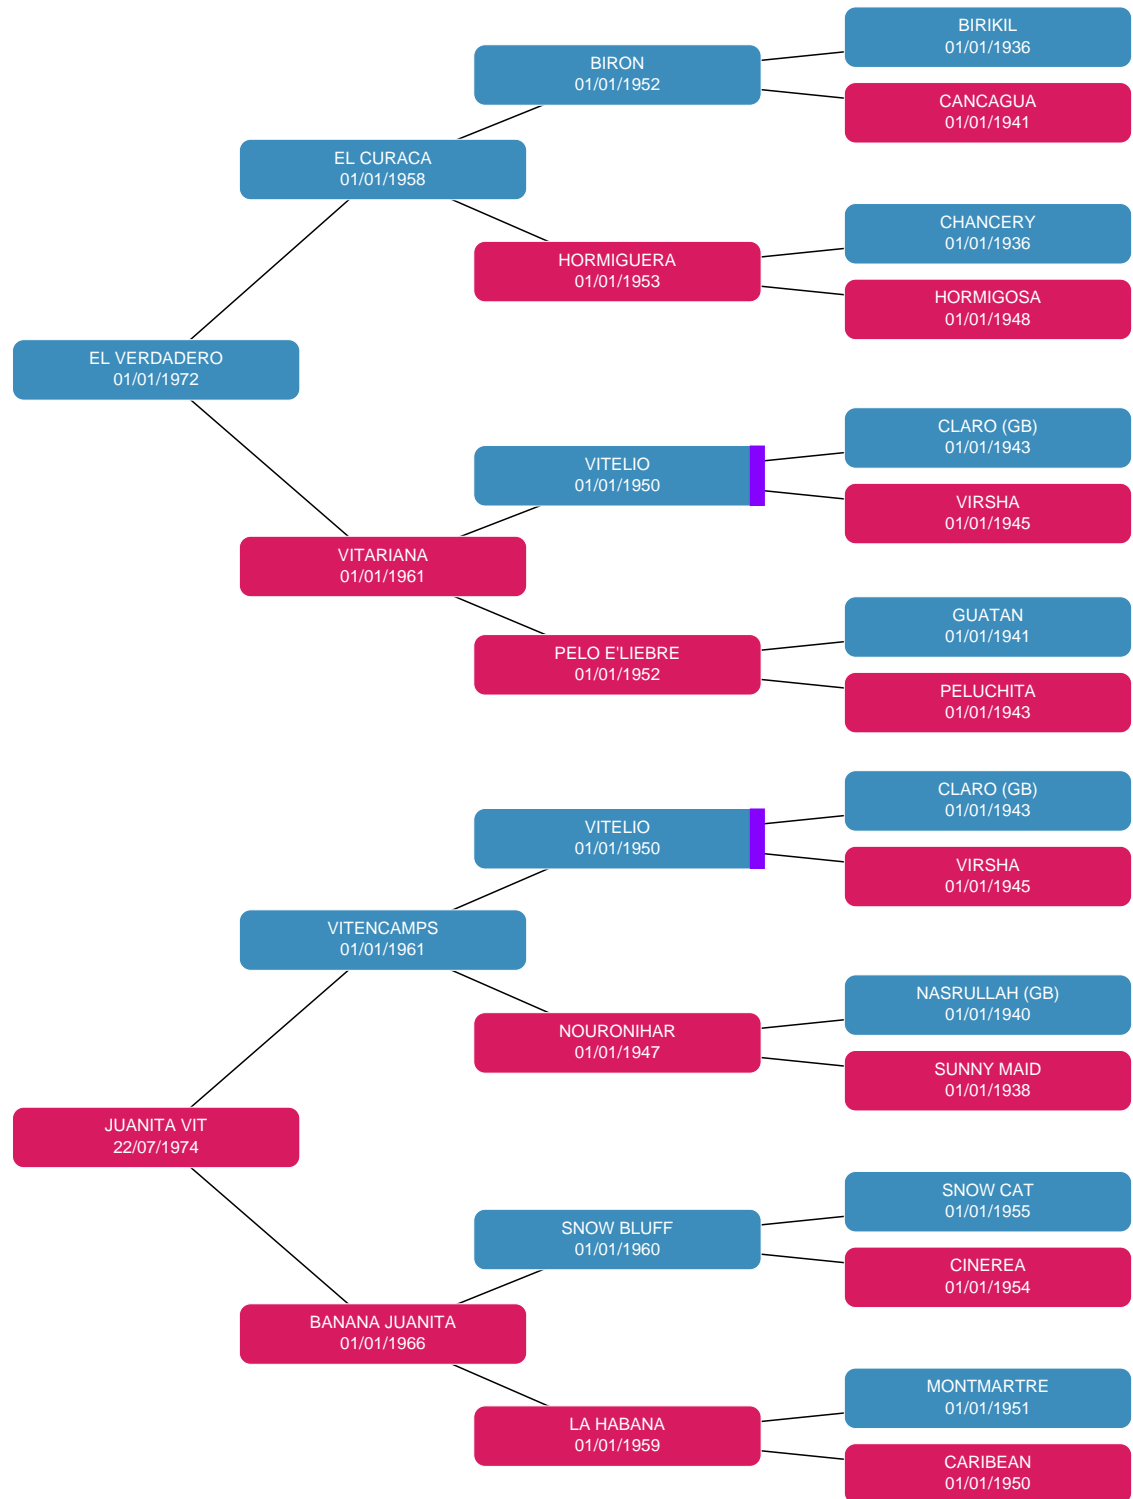 BIRIKIL
01/01/1936
BIRON
01/01/1952
CANCAGUA
01/01/1941
EL CURACA
01/01/1958
CHANCERY
01/01/1936
HORMIGUERA
01/01/1953
HORMIGOSA
01/01/1948
EL VERDADERO
01/01/1972
CLARO (GB)
01/01/1943
VITELIO
01/01/1950
VIRSHA
01/01/1945
VITARIANA
01/01/1961
GUATAN
01/01/1941
PELO E'LIEBRE
01/01/1952
PELUCHITA
01/01/1943
CLARO (GB)
01/01/1943
VITELIO
01/01/1950
VIRSHA
01/01/1945
VITENCAMPS
01/01/1961
NASRULLAH (GB)
01/01/1940
NOURONIHAR
01/01/1947
SUNNY MAID
01/01/1938
JUANITA VIT
22/07/1974
SNOW CAT
01/01/1955
SNOW BLUFF
01/01/1960
CINEREA
01/01/1954
BANANA JUANITA
01/01/1966
MONTMARTRE
01/01/1951
LA HABANA
01/01/1959
CARIBEAN
01/01/1950